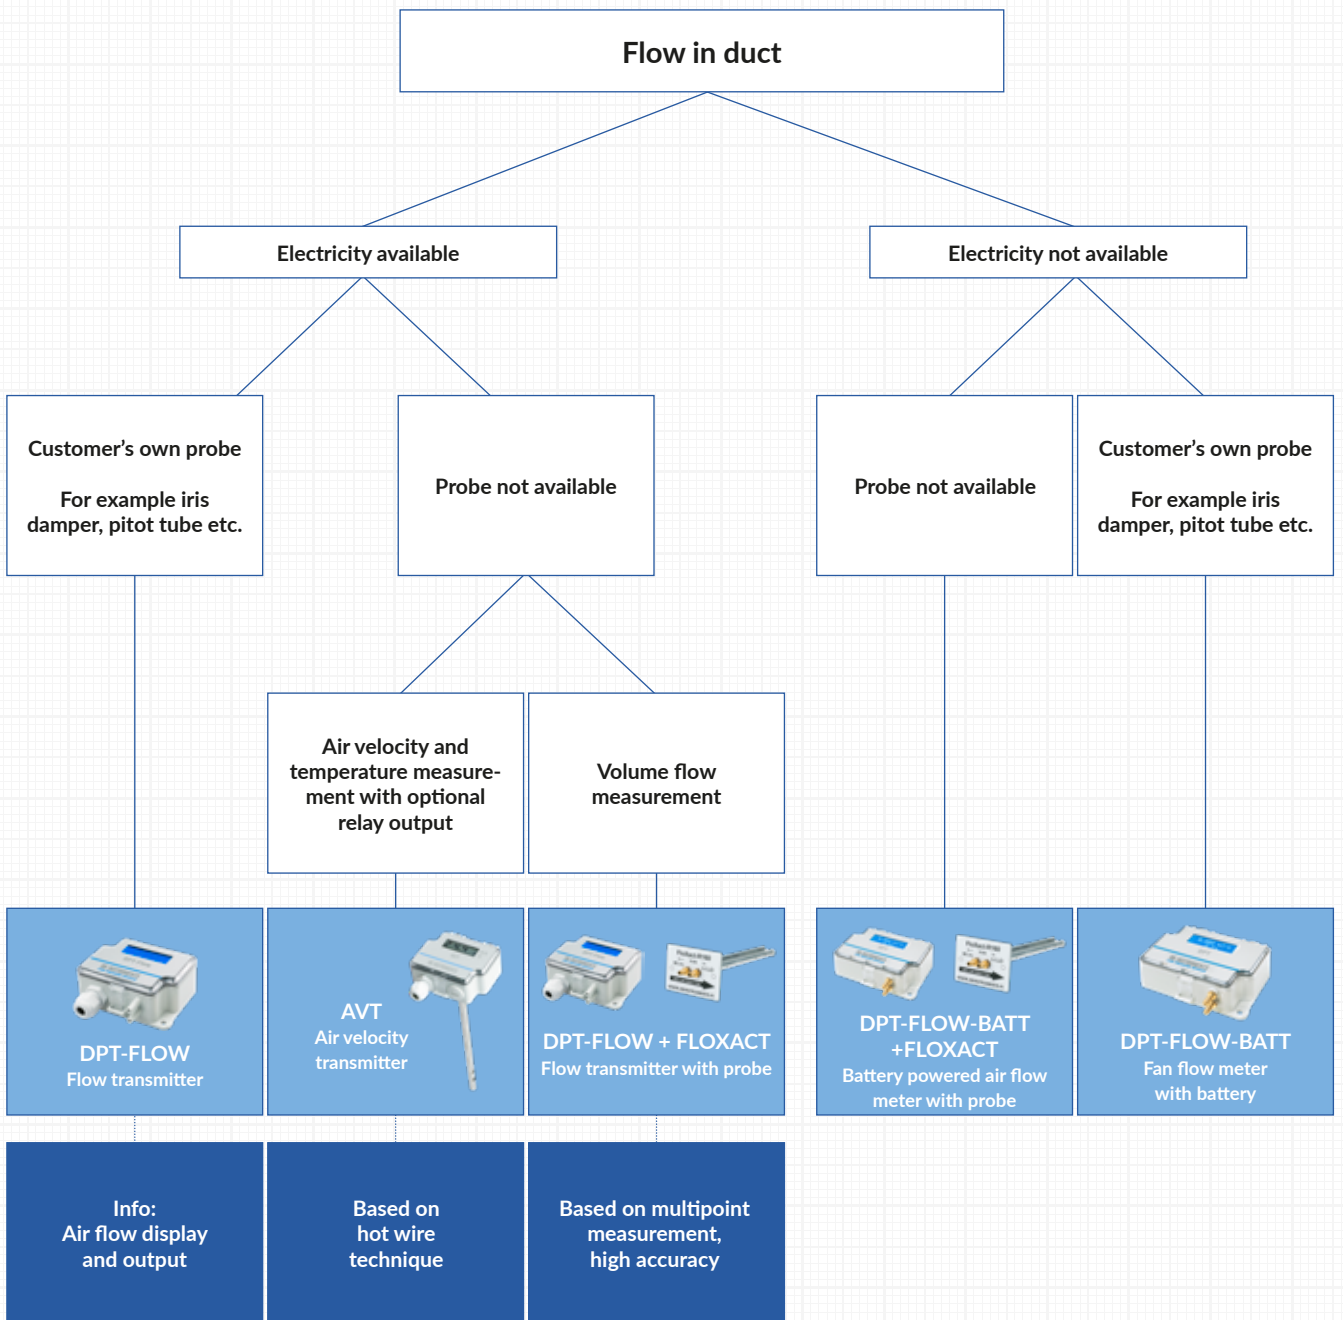 Flow in duct
Electricity available
Electricity not available
Customer's own probe
For example iris
damper, pitot tube etc.
Probe not available
Probe not available
Customer's own probe
For example iris
damper, pitot tube etc.
Air velocity and
temperature measure-
ment with optional
relay output
Volume flow
measurement
DPT-FLOW
Flow transmitter
AVT
Air velocity
transmitter
DPT-FLOW + FLOXACT
Flow transmitter with probe
DPT-FLOW-BATT
+FLOXACT
Battery powered air flow
meter with probe
DPT-FLOW-BATT
Fan flow meter
with battery
Info:
Air flow display
and output
Based on
hot wire
technique
Based on multipoint
measurement,
high accuracy